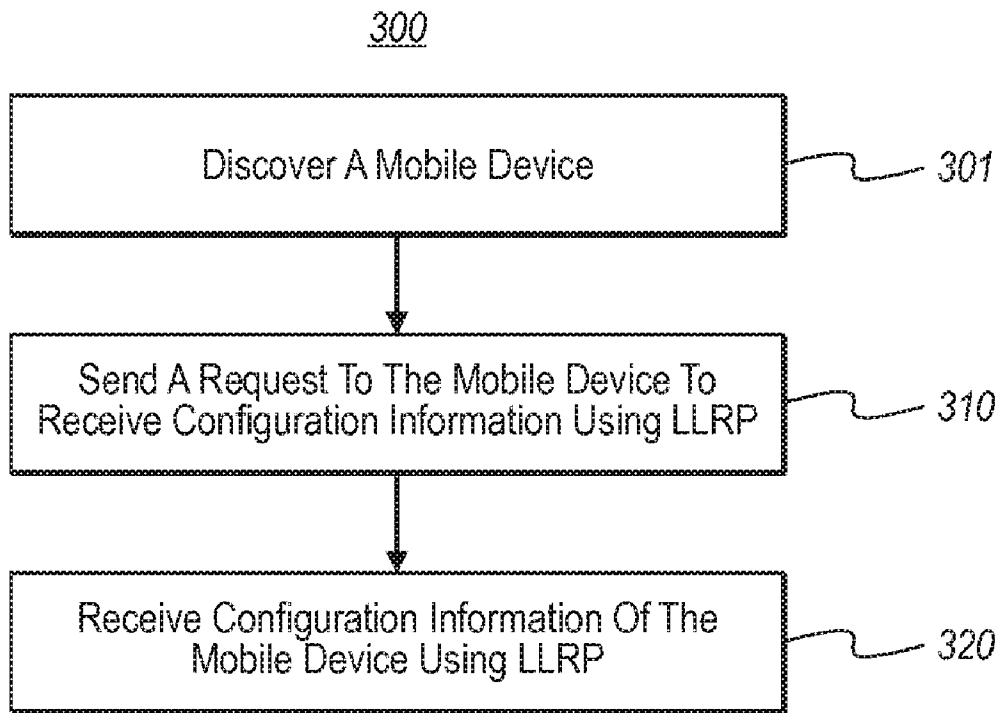 300
Discover A Mobile Device
301
Send A Request To The Mobile Device To
Receive Configuration Information Using LLRP
310
Receive Configuration Information Of The
Mobile Device Using LLRP
320